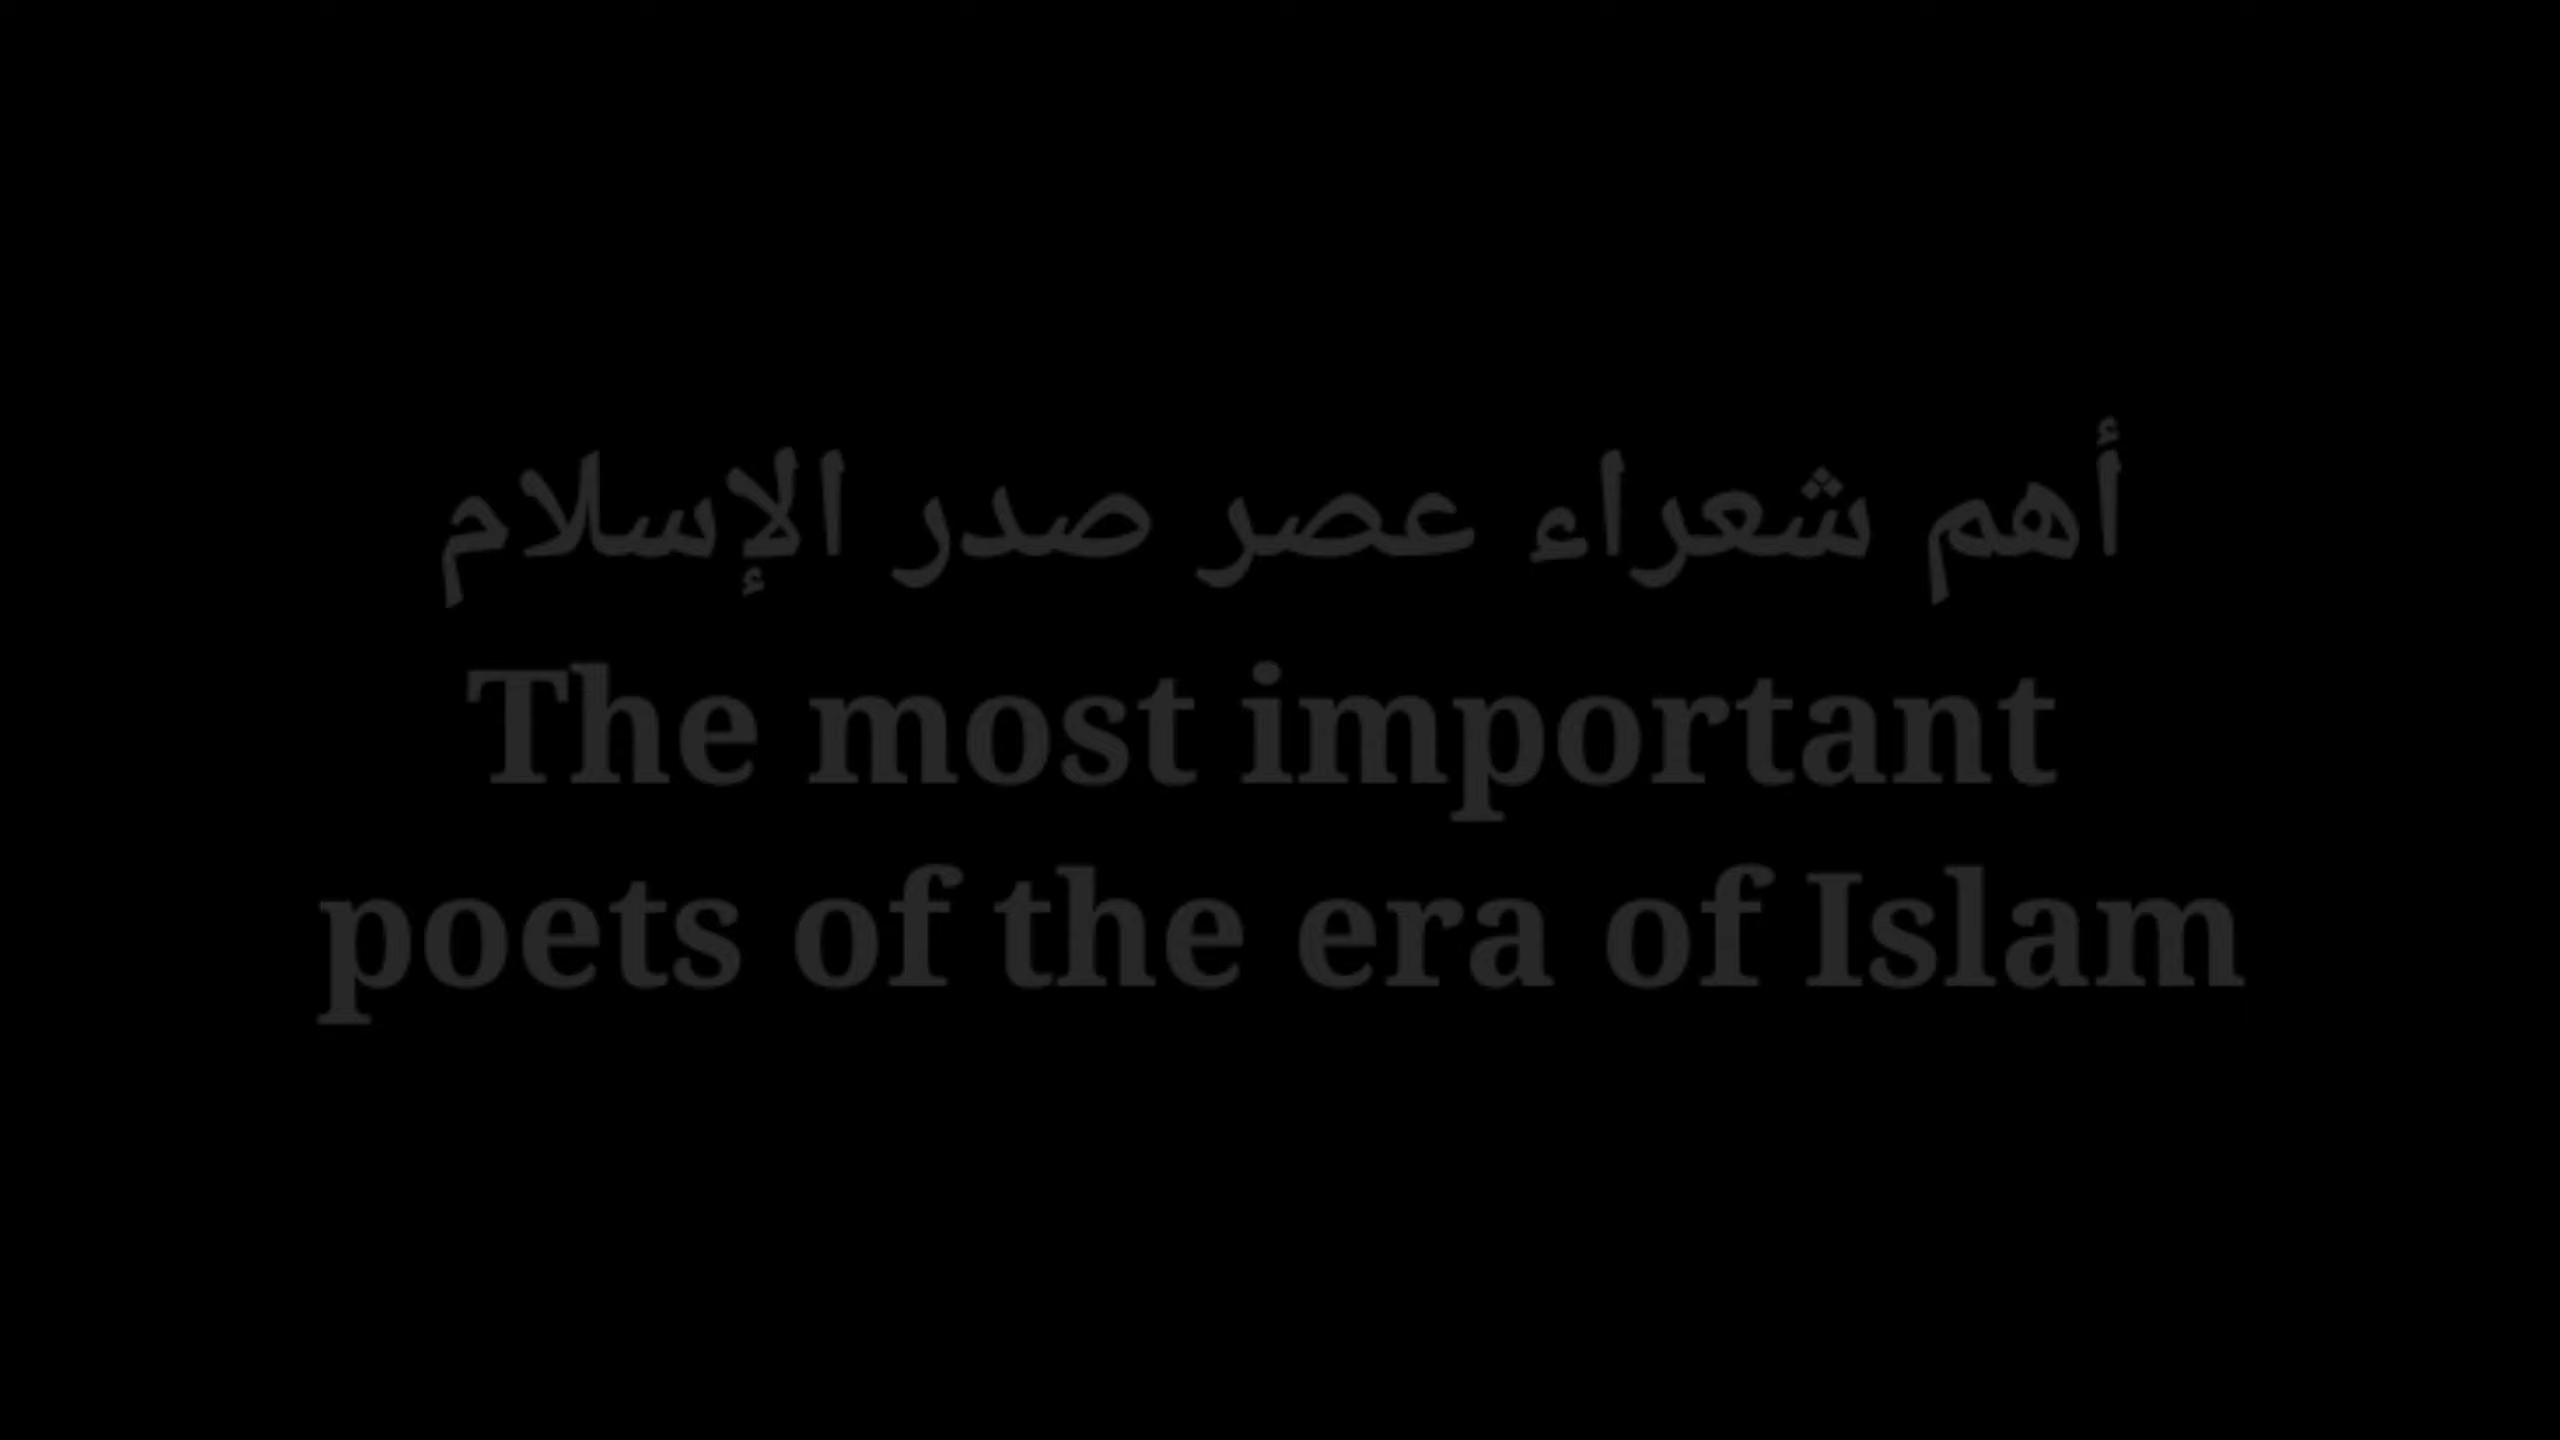 أهم شعراء عصر صدر الإسلام
The most important
poets of the era of Islam